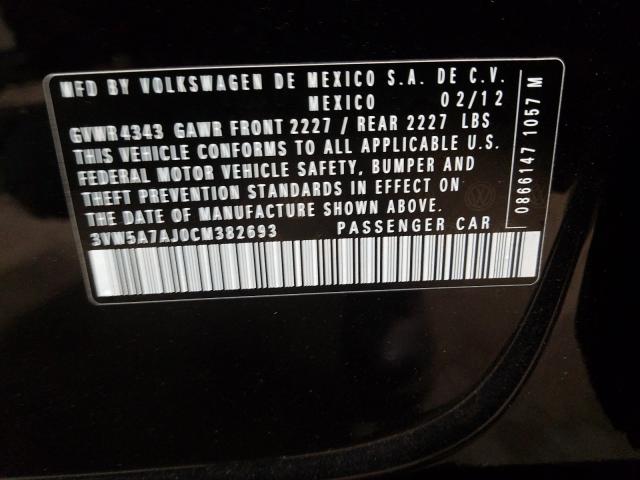 MFD BY VOLKSWAGEN DE MEXICO S.A. DE C.V.
MEXICO 02/12
GVWR4343 GAWR FRONT 2227 / REAR 2227 LBS
THIS VEHICLE CONFORMS TO ALL APPLICABLE U.S.
FEDERAL MOTOR VEHICLE SAFETY, BUMPER AND
THEFT PREVENTION STANDARDS IN EFFECT ON
THE DATE OF MANUFACTURE SHOWN ABOVE.
3VW5A7AJ0CM382693 PASSENGER CAR
0866147 1057 M